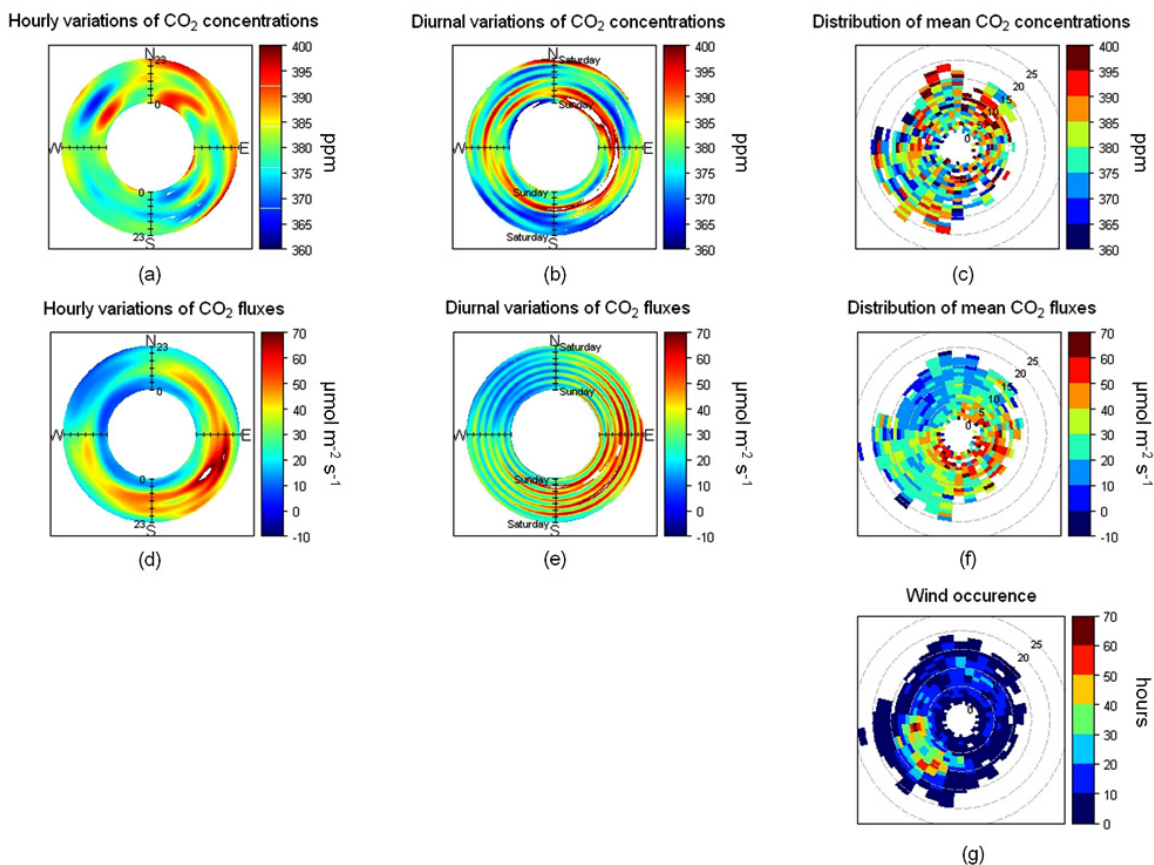 Hourly variations of CO2 concentrations
Diurnal variations of CO2 concentrations
Distribution of mean CO2 concentrations
N
23
0
W
E
0
23
S
400
395
390
385
380
375
370
365
360
ppm
N
Saturday
Sunday
W
E
Sunday
Saturday
S
400
395
390
385
380
375
370
365
360
ppm
25
20
15
10
5
0
400
395
390
385
380
375
370
365
360
ppm
(a)
(b)
(c)
Hourly variations of CO2 fluxes
Diurnal variations of CO2 fluxes
Distribution of mean CO2 fluxes
N
23
0
W
E
0
23
S
70
60
50
40
30
20
10
0
-10
μmol m-2 s-1
N
Saturday
Sunday
W
E
Sunday
Saturday
S
70
60
50
40
30
20
10
0
-10
μmol m-2 s-1
25
20
15
10
5
0
70
60
50
40
30
20
10
0
-10
μmol m-2 s-1
(d)
(e)
(f)
Wind occurence
25
20
0
70
60
50
40
30
20
10
0
hours
(g)